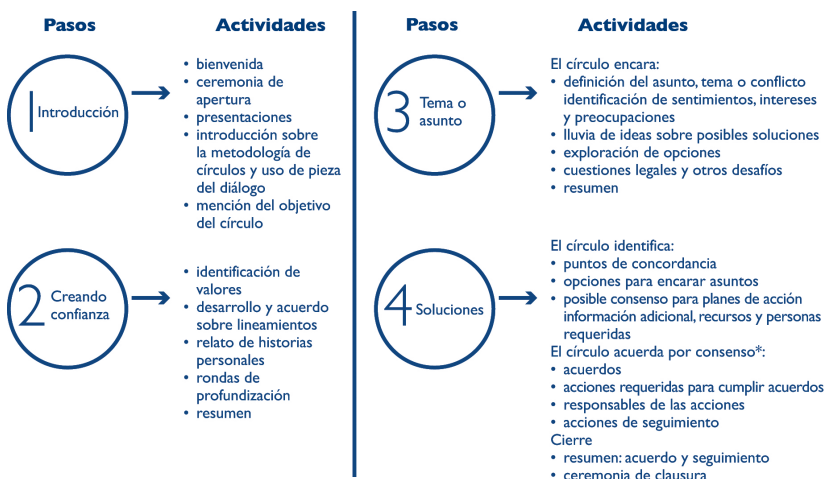 Pasos
Actividades
1 Introducción
• bienvenida
• ceremonia de
apertura
• presentaciones
• introducción sobre
la metodología de
círculos y uso de pieza
del diálogo
• mención del objetivo
del círculo
2 Creando
confianza
• identificación de
valores
• desarrollo y acuerdo
sobre lineamientos
• relato de historias
personales
• rondas de
profundización
• resumen
Pasos
Actividades
3 Tema o
asunto
El círculo encara:
• definición del asunto, tema o conflicto
identificación de sentimientos, intereses
y preocupaciones
• lluvia de ideas sobre posibles soluciones
• exploración de opciones
• cuestiones legales y otros desafíos
• resumen
4 Soluciones
El círculo identifica:
• puntos de concordancia
• opciones para encarar asuntos
• posible consenso para planes de acción
información adicional, recursos y personas
requeridas
El círculo acuerda por consenso*:
• acuerdos
• acciones requeridas para cumplir acuerdos
• responsables de las acciones
• acciones de seguimiento
Cierre
• resumen: acuerdo y seguimiento
• ceremonia de clausura